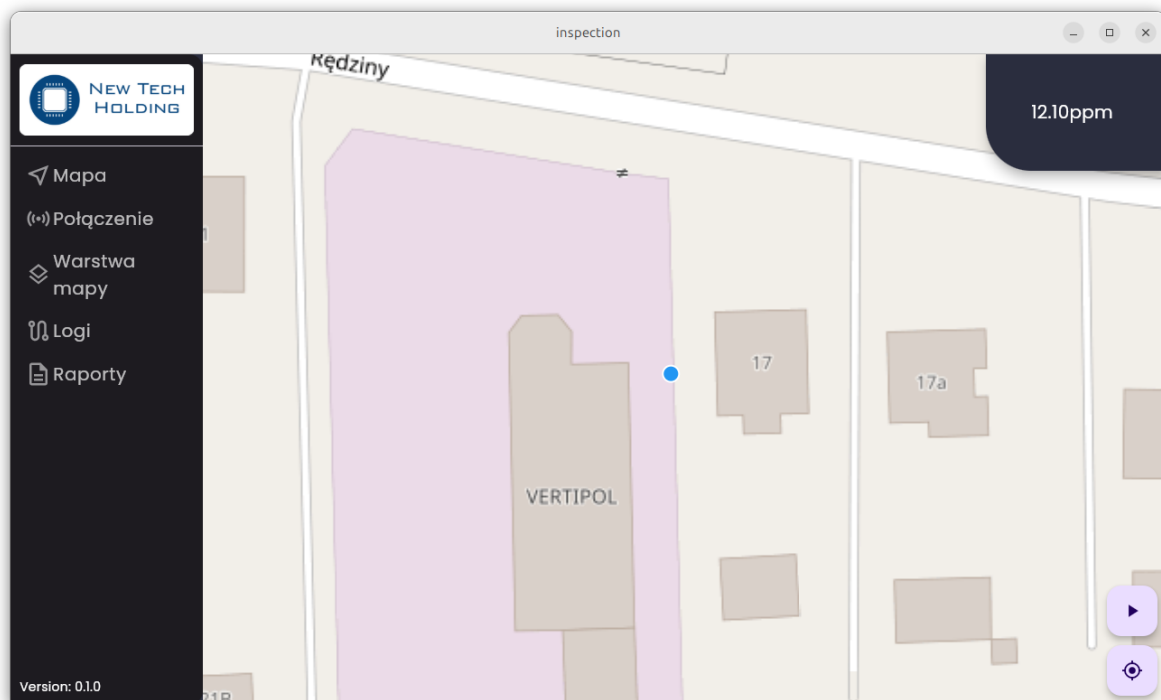 inspection
NEW TECH
HOLDING
Mapa
Połączenie
Warstwa
mapy
Logi
Raporty
Version: 0.1.0
Rędziny
12.10ppm
≠
17
17a
VERTIPOL